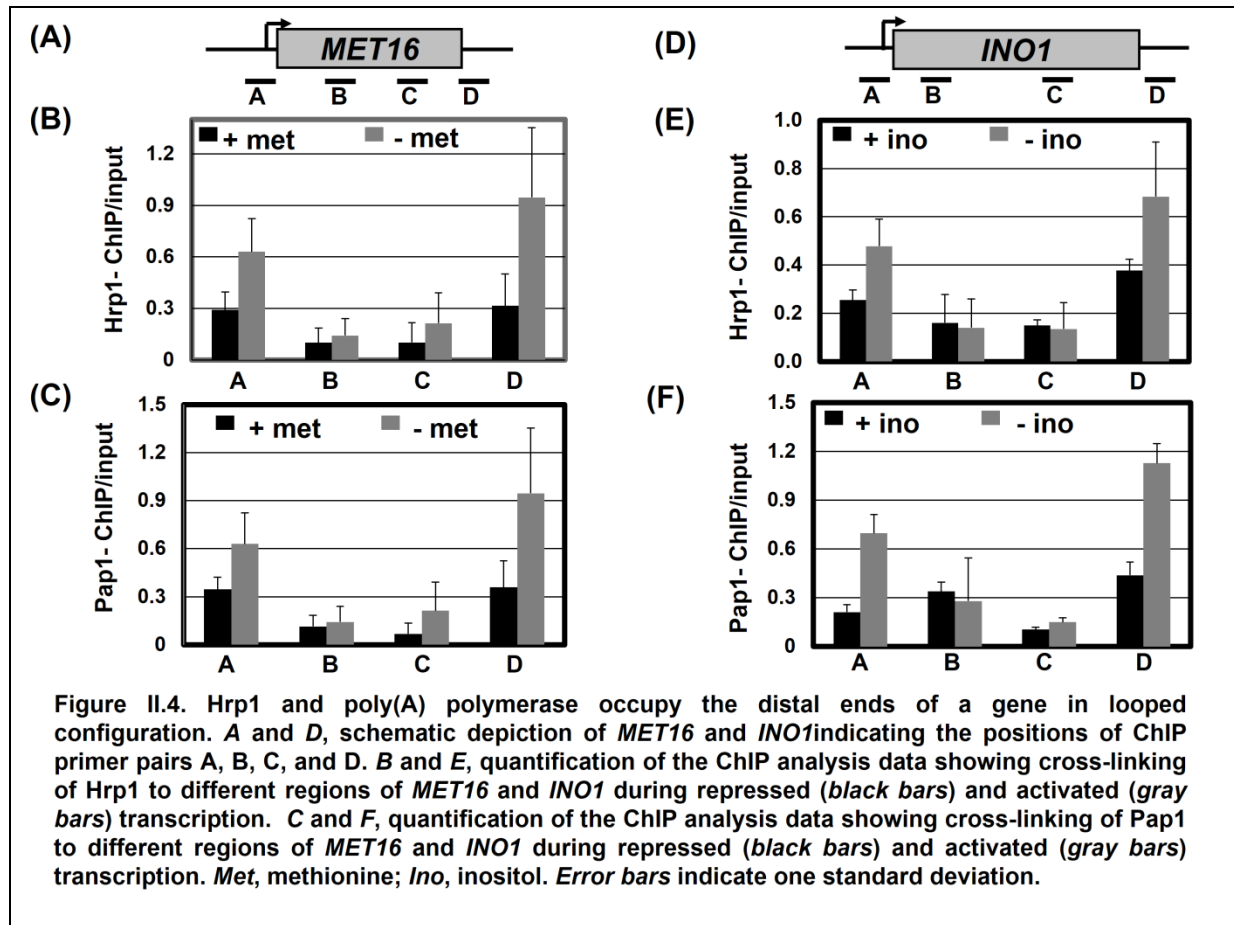 (A)
MET16
A B C D
(B)
+ met - met
Hrp1- ChIP/input
1.2
0.9
0.6
0.3
0
A B C D
(C)
+ met - met
Pap1- ChIP/input
1.5
1.2
0.9
0.6
0.3
0
A B C D
(D)
INO1
A B C D
(E)
+ ino - ino
Hrp1- ChIP/input
1.0
0.8
0.6
0.4
0.2
0.0
A B C D
(F)
+ ino - ino
Pap1- ChIP/input
1.5
1.2
0.9
0.6
0.3
0
A B C D
Figure II.4. Hrp1 and poly(A) polymerase occupy the distal ends of a gene in looped
configuration. A and D, schematic depiction of MET16 and INO1indicating the positions of ChIP
primer pairs A, B, C, and D. B and E, quantification of the ChIP analysis data showing cross-linking
of Hrp1 to different regions of MET16 and INO1 during repressed (black bars) and activated (gray
bars) transcription. C and F, quantification of the ChIP analysis data showing cross-linking of Pap1
to different regions of MET16 and INO1 during repressed (black bars) and activated (gray bars)
transcription. Met, methionine; Ino, inositol. Error bars indicate one standard deviation.